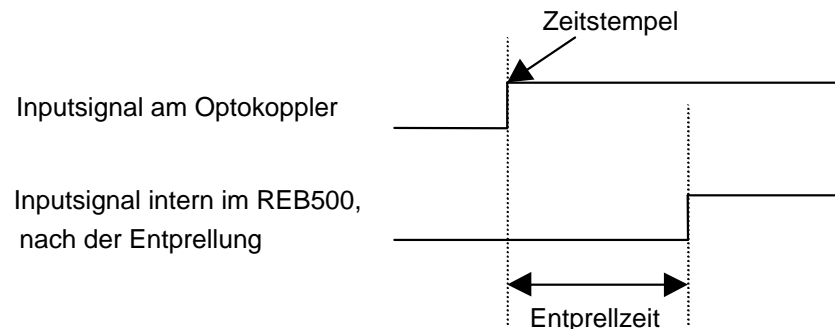 Zeitstempel
Inputsignal am Optokoppler
Inputsignal intern im REB500,
nach der Entprellung
Entprellzeit